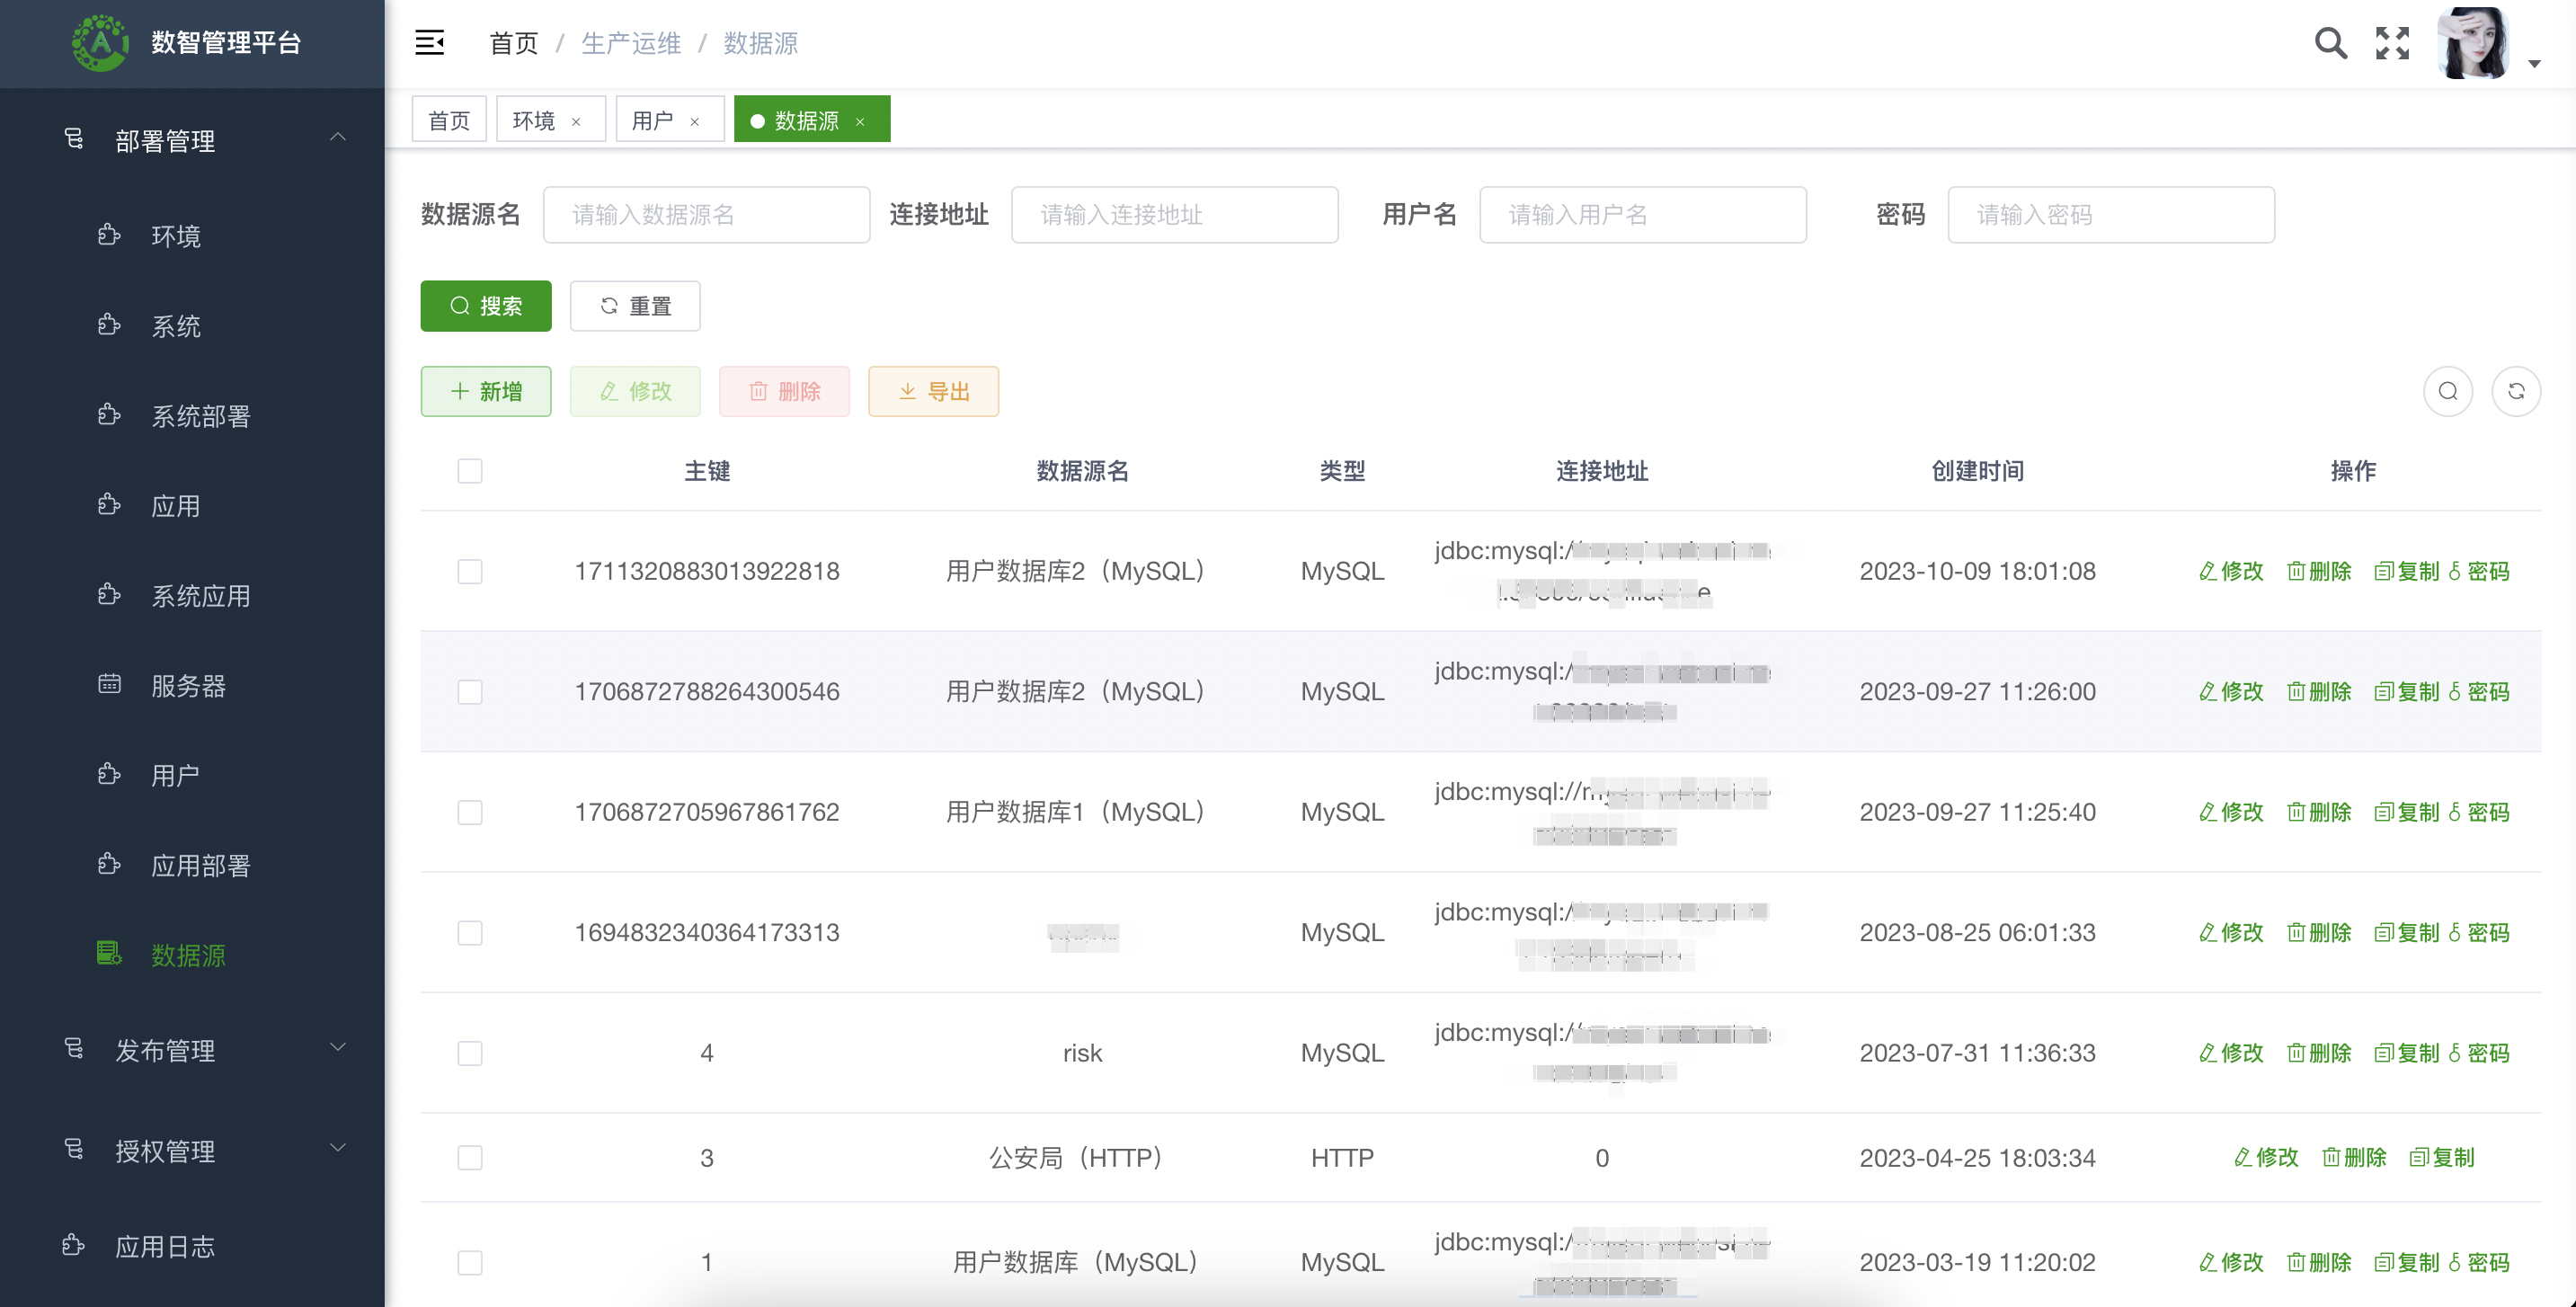 数智管理平台
首页 / 生产运维 / 数据源
部署管理
环境
系统
系统部署
应用
系统应用
服务器
用户
应用部署
数据源
发布管理
授权管理
应用日志
首页 环境 × 用户 × 数据源 ×
数据源名 请输入数据源名 连接地址 请输入连接地址 用户名 请输入用户名 密码 请输入密码
搜索 重置
新增 修改 删除 导出
主键 数据源名 类型 连接地址 创建时间 操作
1711320883013922818 用户数据库2（MySQL） MySQL jdbc:mysql:/ 2023-10-09 18:01:08 修改 删除 复制 密码
1706872788264300546 用户数据库2（MySQL） MySQL jdbc:mysql:/ 2023-09-27 11:26:00 修改 删除 复制 密码
1706872705967861762 用户数据库1（MySQL） MySQL jdbc:mysql:// 2023-09-27 11:25:40 修改 删除 复制 密码
1694832340364173313 MySQL jdbc:mysql:/ 2023-08-25 06:01:33 修改 删除 复制 密码
4 risk MySQL jdbc:mysql:/ 2023-07-31 11:36:33 修改 删除 复制 密码
3 公安局（HTTP） HTTP 0 2023-04-25 18:03:34 修改 删除 复制
1 用户数据库（MySQL） MySQL jdbc:mysql:/ 2023-03-19 11:20:02 修改 删除 复制 密码